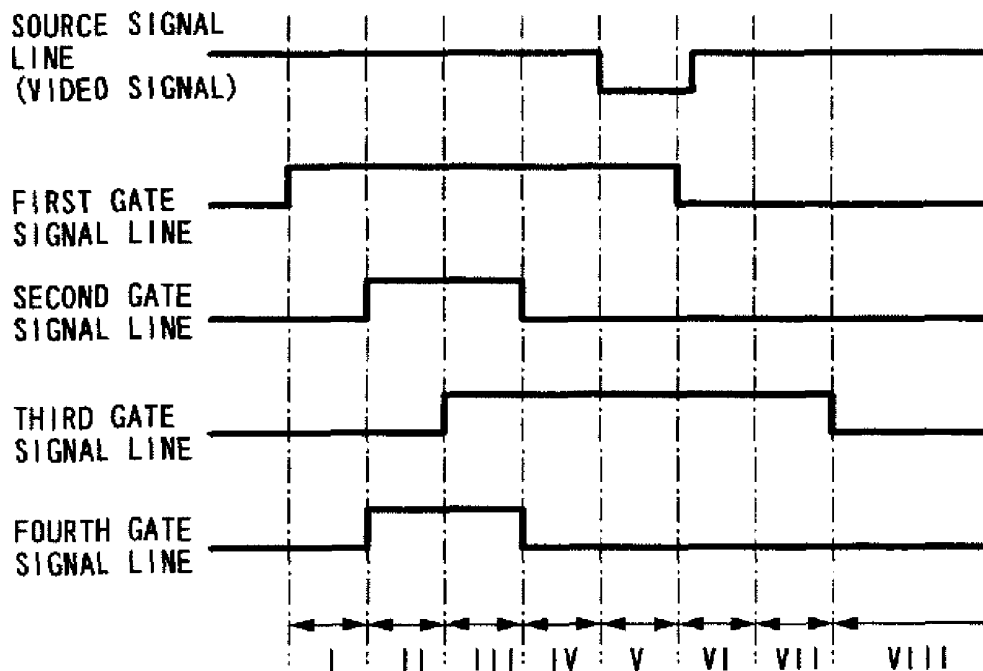 SOURCE SIGNAL
LINE
(VIDEO SIGNAL)
FIRST GATE
SIGNAL LINE
SECOND GATE
SIGNAL LINE
THIRD GATE
SIGNAL LINE
FOURTH GATE
SIGNAL LINE
I II III IV V VI VII VIII